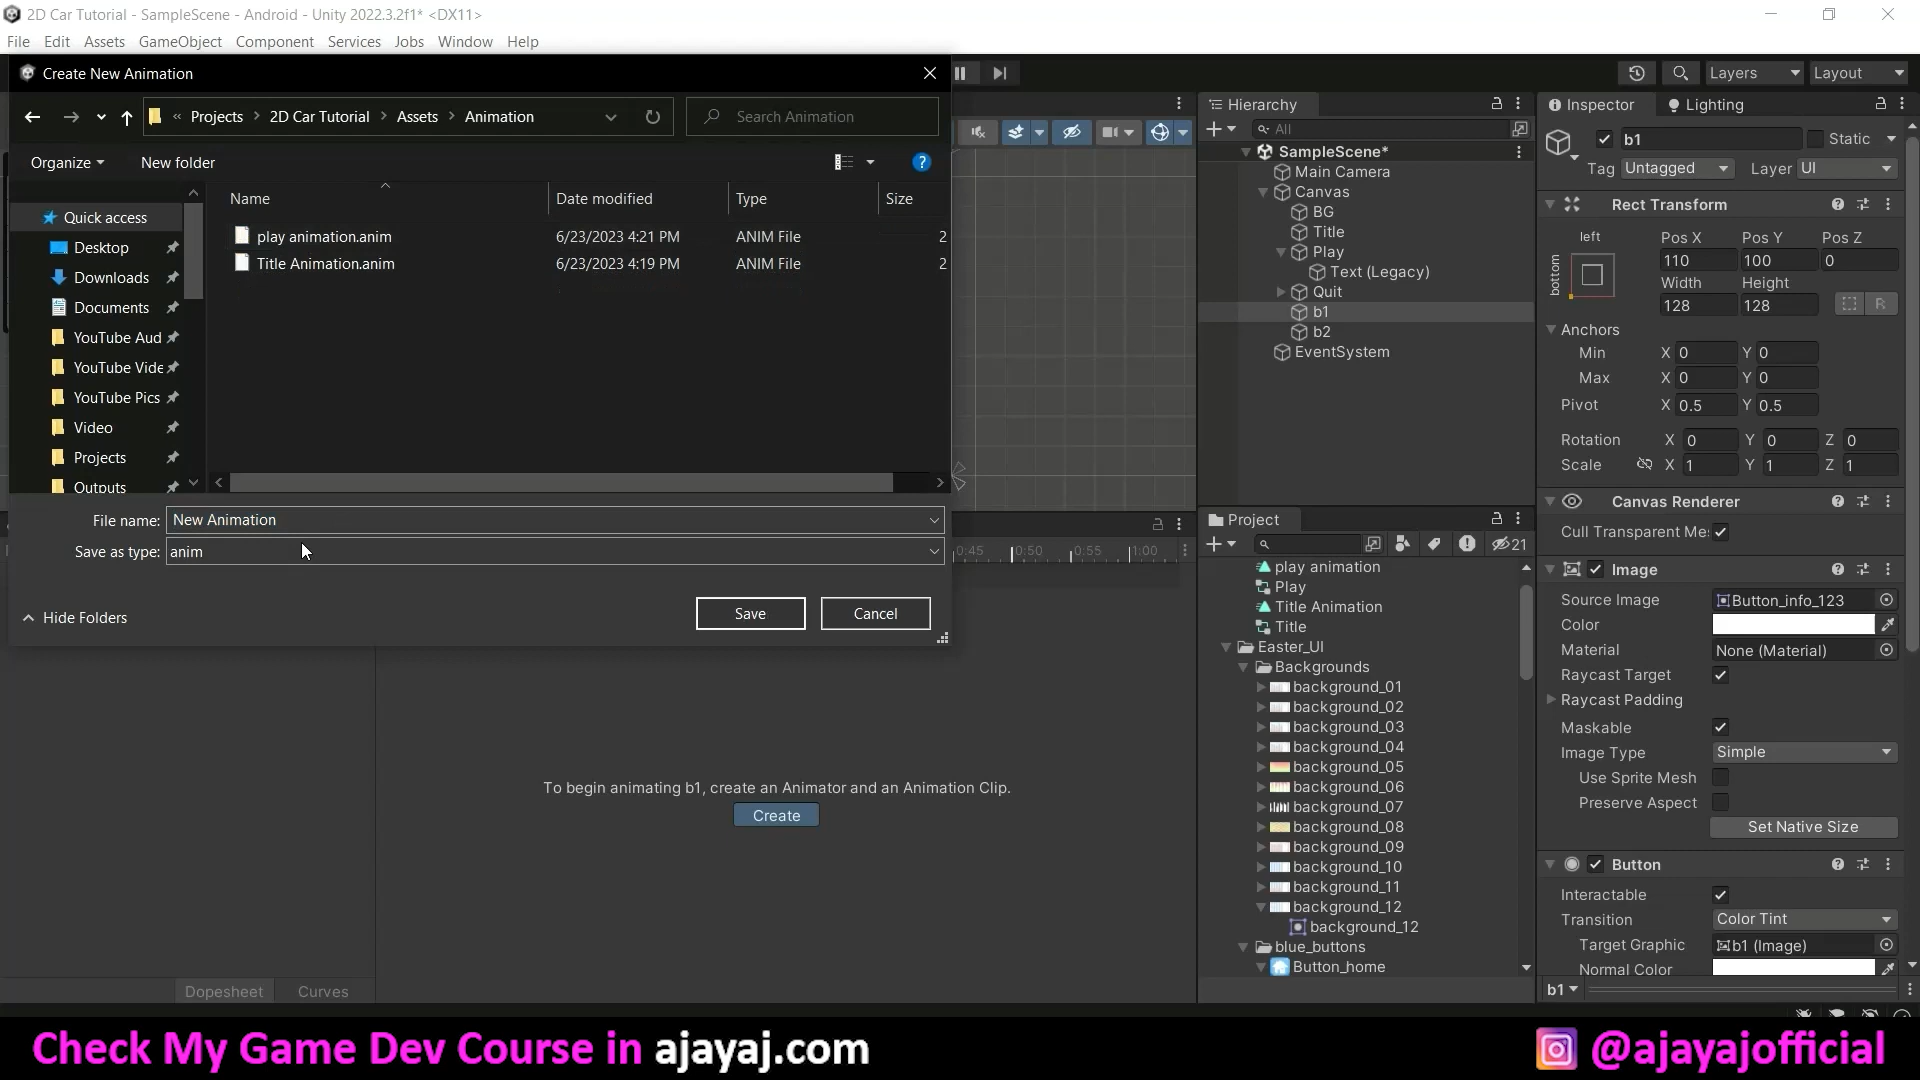 2D Car Tutorial - SampleScene - Android - Unity 2022.3.2f1* <DX11>
File Edit Assets GameObject Component Services Jobs Window Help
Create New Animation
« Projects > 2D Car Tutorial > Assets > Animation
Search Animation
Organize New folder
Name Date modified Type Size
Quick access
Desktop
Downloads
Documents
YouTube Aud
YouTube Vide
YouTube Pics
Video
Projects
Outputs
play animation.anim 6/23/2023 4:21 PM ANIM File 2
Title Animation.anim 6/23/2023 4:19 PM ANIM File 2
File name: New Animation
Save as type: anim
Hide Folders
Save Cancel
0:45 0:50 0:55 1:00
To begin animating b1, create an Animator and an Animation Clip.
Create
Dopesheet Curves
Layers Layout
Hierarchy
All
SampleScene*
Main Camera
Canvas
BG
Title
Play
Text (Legacy)
Quit
b1
b2
EventSystem
Project
21
play animation
Play
Title Animation
Title
Easter_UI
Backgrounds
background_01
background_02
background_03
background_04
background_05
background_06
background_07
background_08
background_09
background_10
background_11
background_12
background_12
blue_buttons
Button_home
Inspector Lighting
b1 Static
Tag Untagged Layer UI
Rect Transform
left
bottom
Pos X Pos Y Pos Z
110 100 0
Width Height
128 128
R
Anchors
Min X 0 Y 0
Max X 0 Y 0
Pivot X 0.5 Y 0.5
Rotation X 0 Y 0 Z 0
Scale X 1 Y 1 Z 1
Canvas Renderer
Cull Transparent Me
Image
Source Image Button_info_123
Color
Material None (Material)
Raycast Target
Raycast Padding
Maskable
Image Type Simple
Use Sprite Mesh
Preserve Aspect
Set Native Size
Button
Interactable
Transition Color Tint
Target Graphic b1 (Image)
Normal Color
b1
Check My Game Dev Course in ajayaj.com
@ajayajofficial